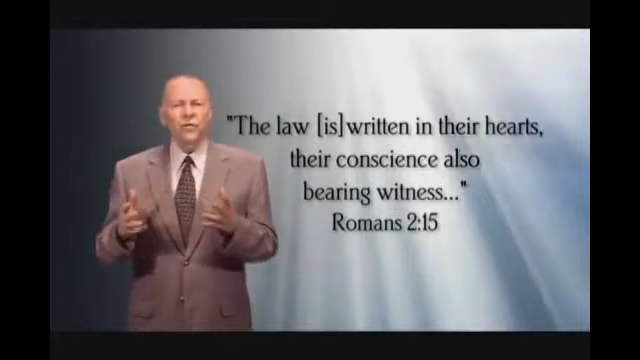 "The law [is]written in their hearts,
their conscience also
bearing witness..."
Romans 2:15